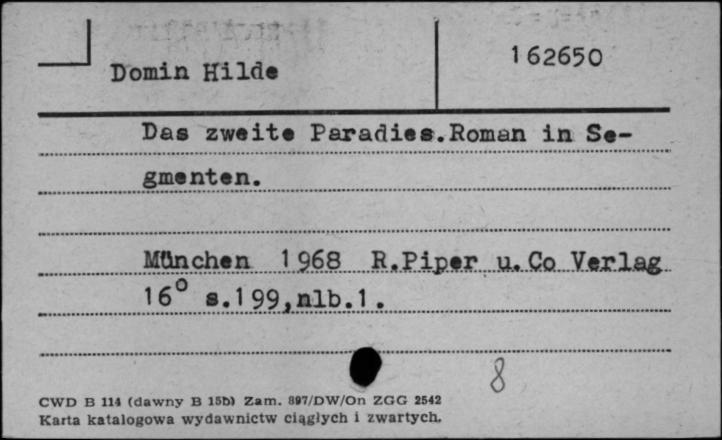 Domin Hilde
162650
Das zweite Paradies.Roman in Se-
gmenten.
München 1968 R.Piper u.Co Verlag
16° s.199,nlb.1.
8
CWD B 114 (dawny B 15b) Zam. 897/DW/On ZGG 2542
Karta katalogowa wydawnictw ciągłych i zwartych.